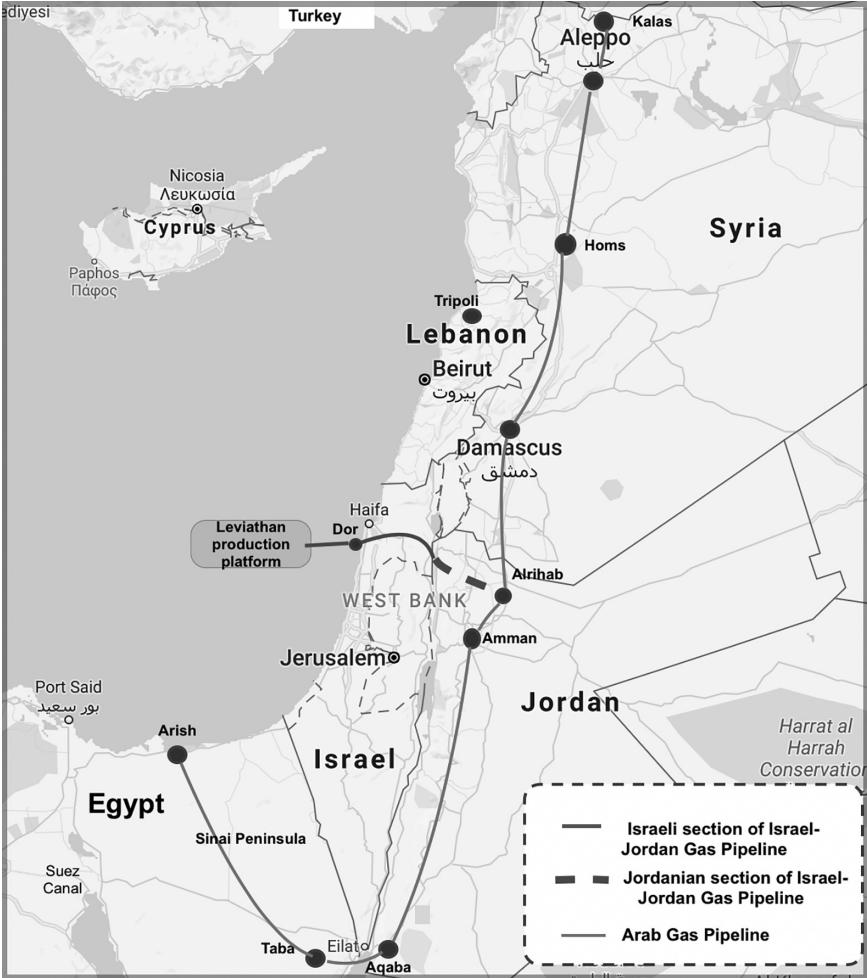 ediyesi
Turkey
Kalas
Aleppo
حلب
Nicosia
Λευκωσία
Cyprus
Paphos
Πάφος
Syria
Homs
Tripoli
Lebanon
Beirut
بيروت
Damascus
دمشق
Haifa
Dor
Leviathan
production
platform
Alrihab
WEST BANK
Amman
Jerusalem
Jordan
Port Said
بور سعيد
Arish
Israel
Harrat al
Harrah
Conservation
Egypt
Sinai Peninsula
Suez
Canal
Taba
Eilat
Aqaba
Israeli section of Israel-
Jordan Gas Pipeline
Jordanian section of Israel-
Jordan Gas Pipeline
Arab Gas Pipeline